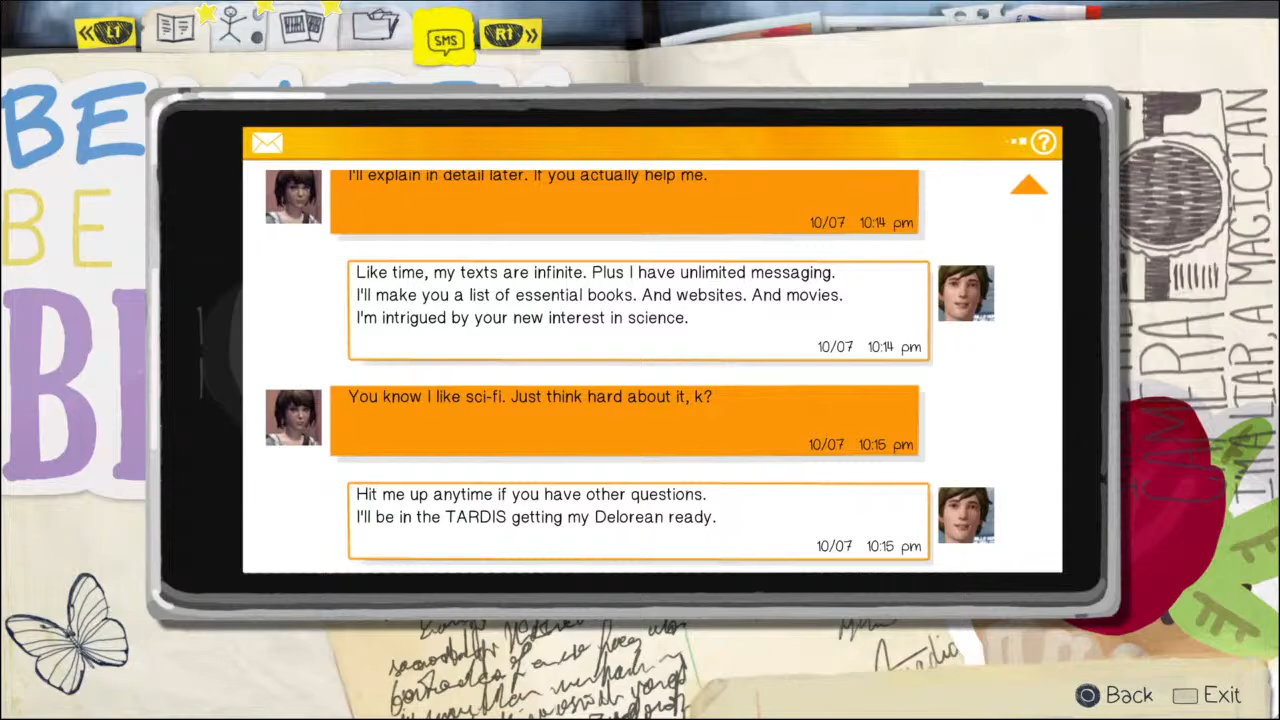 L1
SMS
R1
BE
BE
I'll explain in detail later. If you actually help me.
10/07 10:14 pm
Like time, my texts are infinite. Plus I have unlimited messaging.
I'll make you a list of essential books. And websites. And movies.
I'm intrigued by your new interest in science.
10/07 10:14 pm
You know I like sci-fi. Just think hard about it, k?
10/07 10:15 pm
Hit me up anytime if you have other questions.
I'll be in the TARDIS getting my Delorean ready.
10/07 10:15 pm
CAMERA
LIAR, A MAGICIAN
Back
Exit